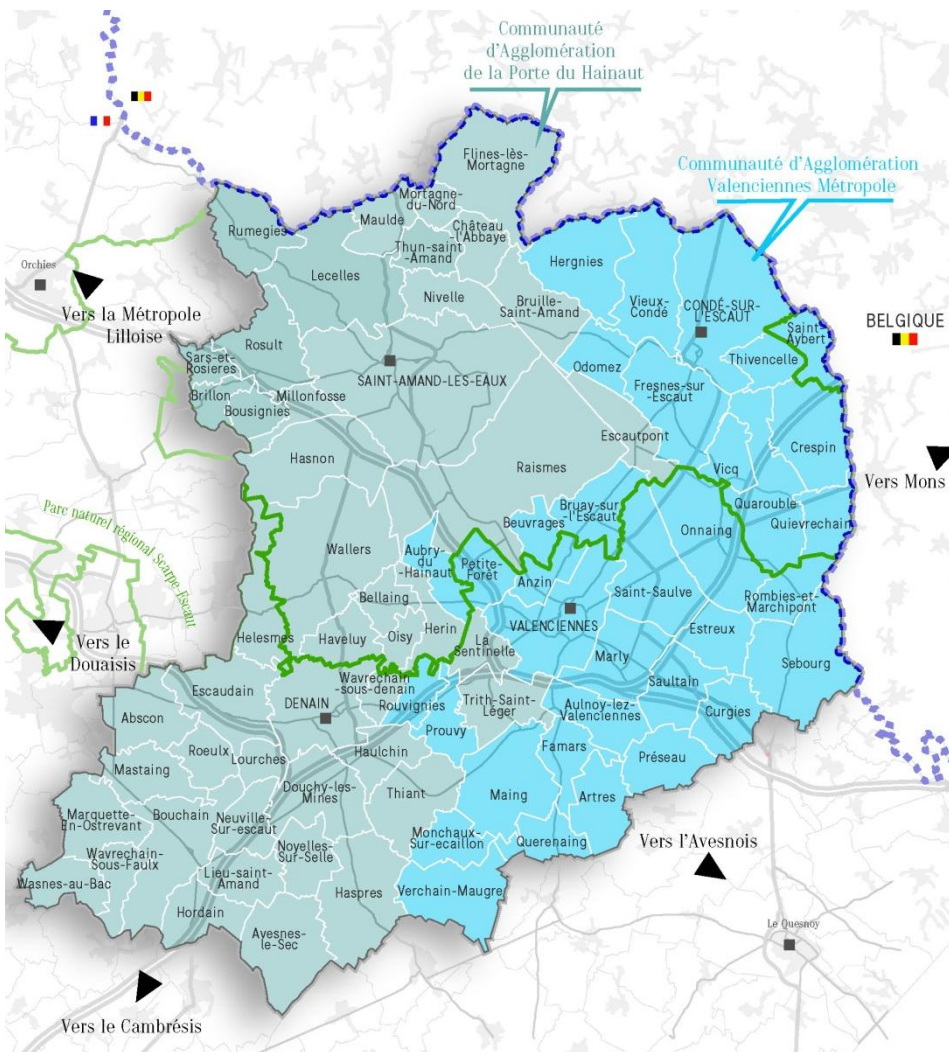 Communauté
d'Agglomération
de la Porte du Hainaut
Flines-lès-
Mortagne
Communauté d'Agglomération
Valenciennes Métropole
Mortagne-
du-Nord
Rumegies
Maulde
Château
-l'Abbaye
Thun-saint
-Amand
Orchies
Lecelles
Hergnies
Vers la Métropole
Lilloise
Nivelle
Bruille-
Saint-Amand
Vieux-
Condé
CONDÉ-SUR-
L'ESCAUT
BELGIQUE
Saint-
Aybert
Rosult
Thivencelle
Sars-et-
Rosieres
SAINT-AMAND-LES-EAUX
Odomez
Brillon
Millonfosse
Fresnes-sur
-Escaut
Bousignies
Escautpont
Crespin
Hasnon
Raismes
Vicq
Vers Mons
Bruay-sur
-l'Escaut
Quarouble
Beuvrages
Onnaing
Quievrechain
Parc naturel régional Scarpe-Escaut
Wallers
Aubry-
du
-Hainaut
Petite-
Forêt
Anzin
Saint-Saulve
Rombies-et-
Marchipont
Bellaing
VALENCIENNES
Vers le
Douaisis
Helesmes
Haveluy
Oisy
Herin
La
Sentinelle
Estreux
Marly
Sebourg
Wavrechain
-sous-denain
Saultain
Escaudain
DENAIN
Rouvignies
Trith-Saint-
Léger
Aulnoy-lez-
Valenciennes
Curgies
Abscon
Prouvy
Roeulx
Lourches
Haulchin
Famars
Préseau
Mastaing
Douchy-les-
Mines
Thiant
Maing
Artres
Marquette-
En-Ostrevant
Bouchain
Neuville-
Sur-escaut
Monchaux-
Sur-ecaillon
Querenaing
Vers l'Avesnois
Noyelles-
Sur-Selle
Wavrechain-
Sous-Faulx
Lieu-saint-
Amand
Wasnes-au-Bac
Haspres
Verchain-Maugre
Hordain
Avesnes-
le-Sec
Le Quesnoy
Vers le Cambrésis